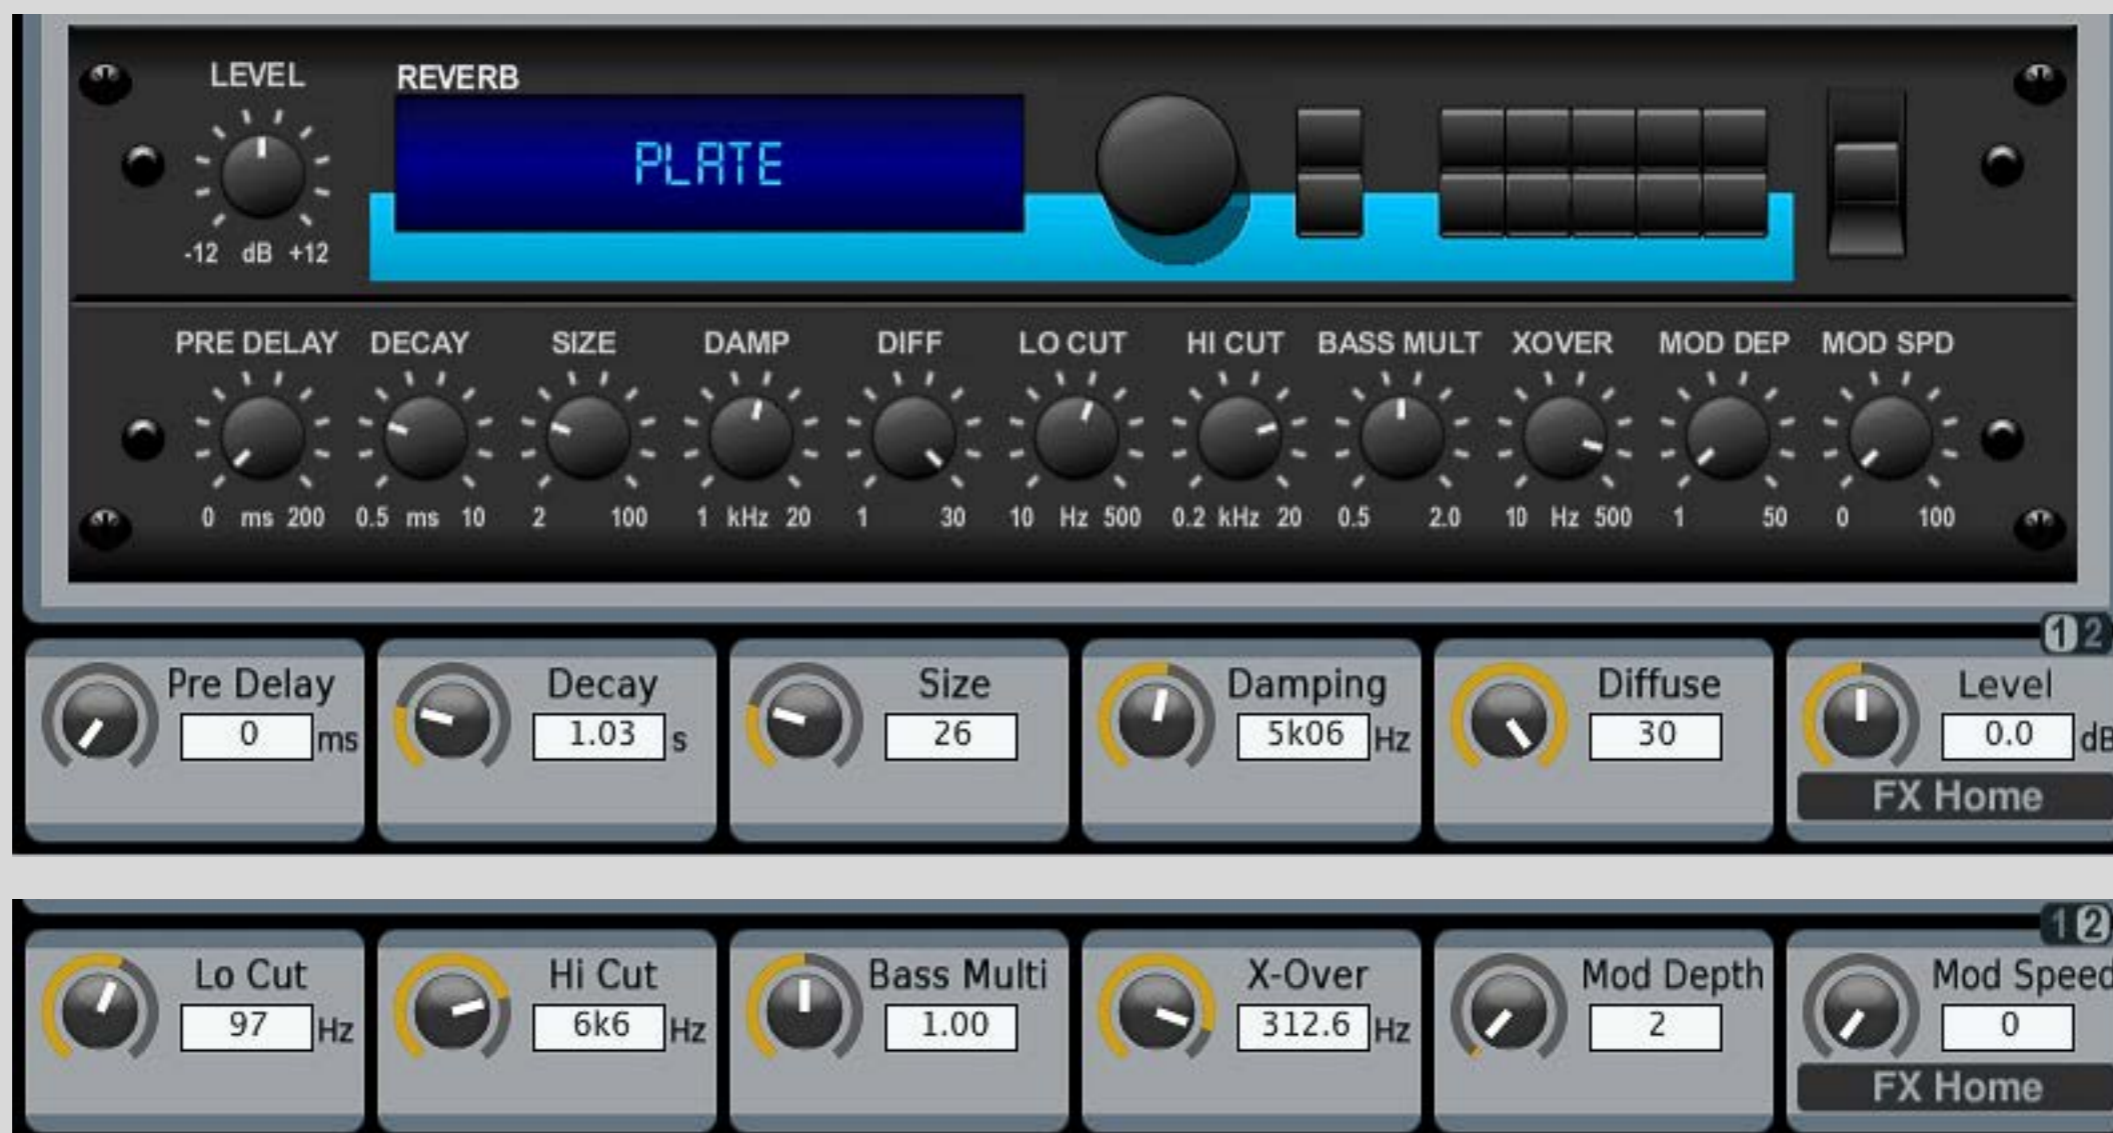 LEVEL
REVERB
PLATE
-12 dB +12
PRE DELAY DECAY SIZE DAMP DIFF LO CUT HI CUT BASS MULT XOVER MOD DEP MOD SPD
0 ms 200 0.5 ms 10 2 100 1 kHz 20 1 30 10 Hz 500 0.2 kHz 20 0.5 2.0 10 Hz 500 1 50 0 100
1 2
Pre Delay Decay Size Damping Diffuse Level
0 ms 1.03 s 26 5k06 Hz 30 0.0 dB
FX Home
1 2
Lo Cut Hi Cut Bass Multi X-Over Mod Depth Mod Speed
97 Hz 6k6 Hz 1.00 312.6 Hz 2 0
FX Home